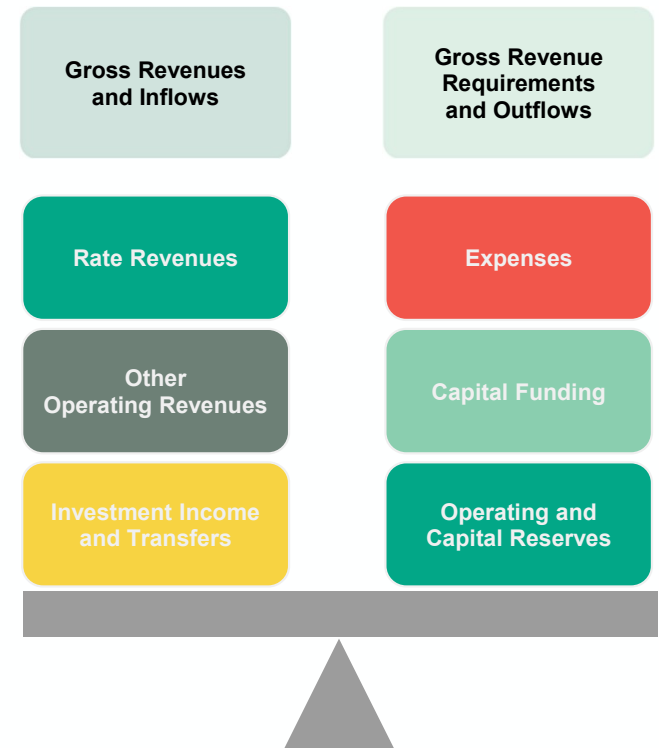 Gross Revenues
and Inflows
Gross Revenue
Requirements
and Outflows
Rate Revenues
Expenses
Other
Operating Revenues
Capital Funding
Investment Income
and Transfers
Operating and
Capital Reserves